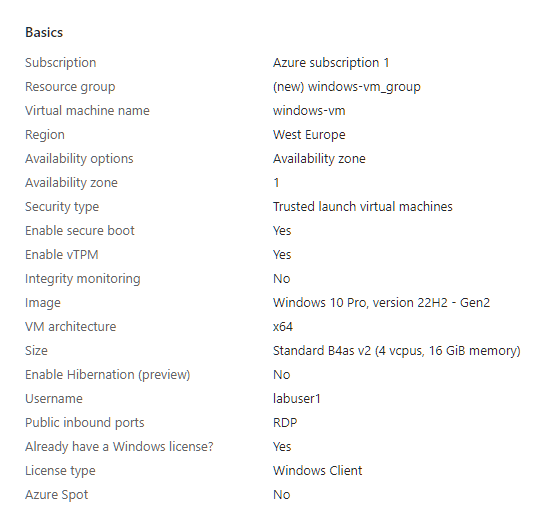 Basics
Subscription Azure subscription 1
Resource group (new) windows-vm_group
Virtual machine name windows-vm
Region West Europe
Availability options Availability zone
Availability zone 1
Security type Trusted launch virtual machines
Enable secure boot Yes
Enable vTPM Yes
Integrity monitoring No
Image Windows 10 Pro, version 22H2 - Gen2
VM architecture x64
Size Standard B4as v2 (4 vcpus, 16 GiB memory)
Enable Hibernation (preview) No
Username labuser1
Public inbound ports RDP
Already have a Windows license? Yes
License type Windows Client
Azure Spot No